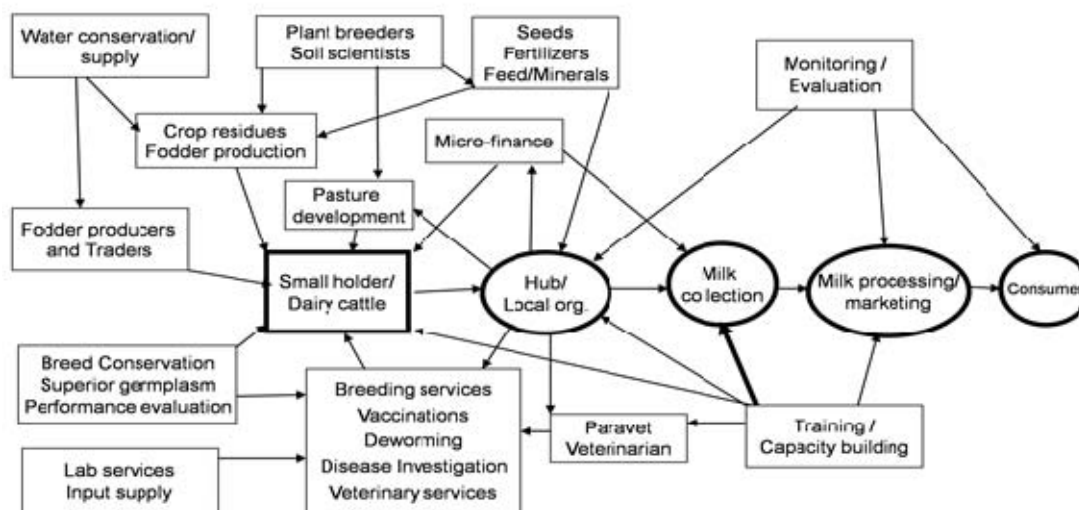 Water conservation/
supply
Plant breeders
Soil scientists
Seeds
Fertilizers
Feed/Minerals
Monitoring /
Evaluation
Crop residues
Fodder production
Micro-finance
Pasture
development
Fodder producers
and Traders
Small holder/
Dairy cattle
Hub/
Local org.
Milk
collection
Milk processing/
marketing
Consumer
Breed Conservation
Superior germplasm
Performance evaluation
Breeding services
Vaccinations
Deworming
Disease Investigation
Veterinary services
Paravet
Veterinarian
Training /
Capacity building
Lab services
Input supply